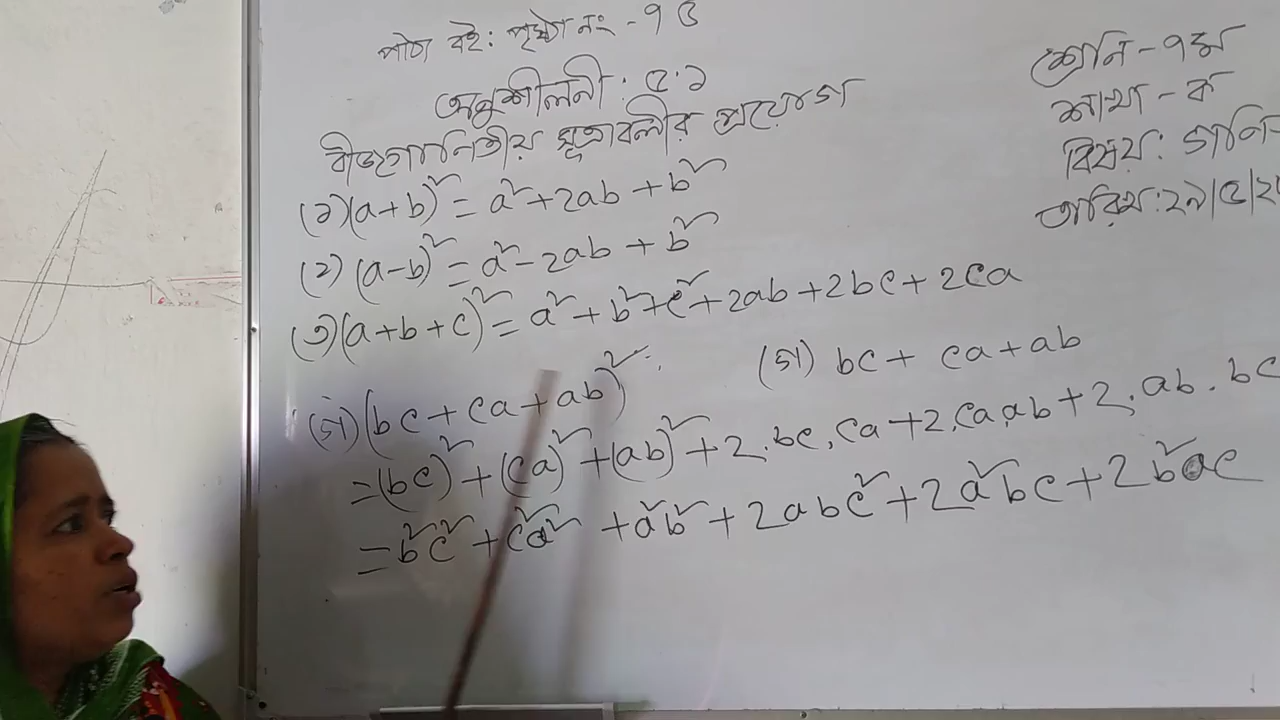 পাঠ্য বই: পৃষ্ঠা নং - ৭৫
অনুশীলনী: ৫.১
বীজগানিতীয় সূত্রাবলীর প্রয়োগ
শ্রেনি - ৭ম
শাখা - ক
বিষয়: গানি-
তারিখ: ২৯/৫/২
(১) (a+b)² = a² + 2ab + b²
(২) (a-b)² = a² - 2ab + b²
(৩) (a+b+c)² = a² + b² + c² + 2ab + 2bc + 2ca
(গ) bc + ca + ab
(bc + ca + ab)²
= (bc)² + (ca)² + (ab)² + 2.bc.ca + 2.ca.ab + 2.ab.bc
= b²c² + c²a² + a²b² + 2abc² + 2a²bc + 2b²ac